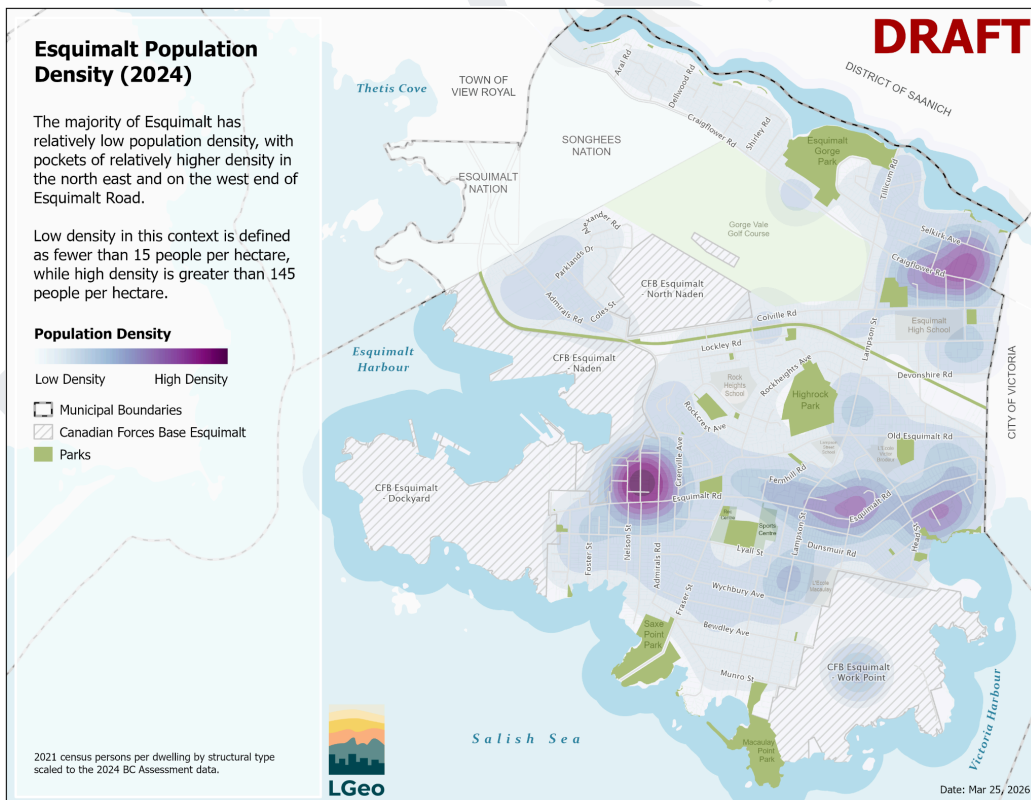 DRAFT
Esquimalt Population
Density (2024)
The majority of Esquimalt has
relatively low population density, with
pockets of relatively higher density in
the north east and on the west end of
Esquimalt Road.
Low density in this context is defined
as fewer than 15 people per hectare,
while high density is greater than 145
people per hectare.
Population Density
Low Density
High Density
Municipal Boundaries
Canadian Forces Base Esquimalt
Parks
2021 census persons per dwelling by structural type
scaled to the 2024 BC Assessment data.
LGeo
Thetis Cove
TOWN OF
VIEW ROYAL
DISTRICT OF SAANICH
SONGHEES
NATION
ESQUIMALT
NATION
Aral Rd
Dellwood Rd
Craigflower Rd
Shirley Rd
Esquimalt
Gorge
Park
Tillicum Rd
Gorge Vale
Golf Course
Selkirk Ave
Craigflower Rd
Alexander Rd
Parklands Dr
Admirals Rd
Coles St
CFB Esquimalt
- North Naden
Colville Rd
Lampson St
Esquimalt
High School
Esquimalt
Harbour
CFB Esquimalt
- Naden
Lockley Rd
Rock
Heights
School
Rockheights Ave
Devonshire Rd
CITY OF VICTORIA
Highrock
Park
Rockcrest Ave
Old Esquimalt Rd
Grenville Ave
Fernhill Rd
CFB Esquimalt
- Dockyard
Esquimalt Rd
Esquimalt Rd
Rec
Centre
Sports
Centre
Lampson St
Head St
Foster St
Nelson St
Admirals Rd
Lyall St
Dunsmuir Rd
Wychbury Ave
Fraser St
Bewdley Ave
Saxe
Point
Park
Munro St
CFB Esquimalt
- Work Point
Macaulay
Point
Park
Salish Sea
Victoria Harbour
Date: Mar 25, 2026